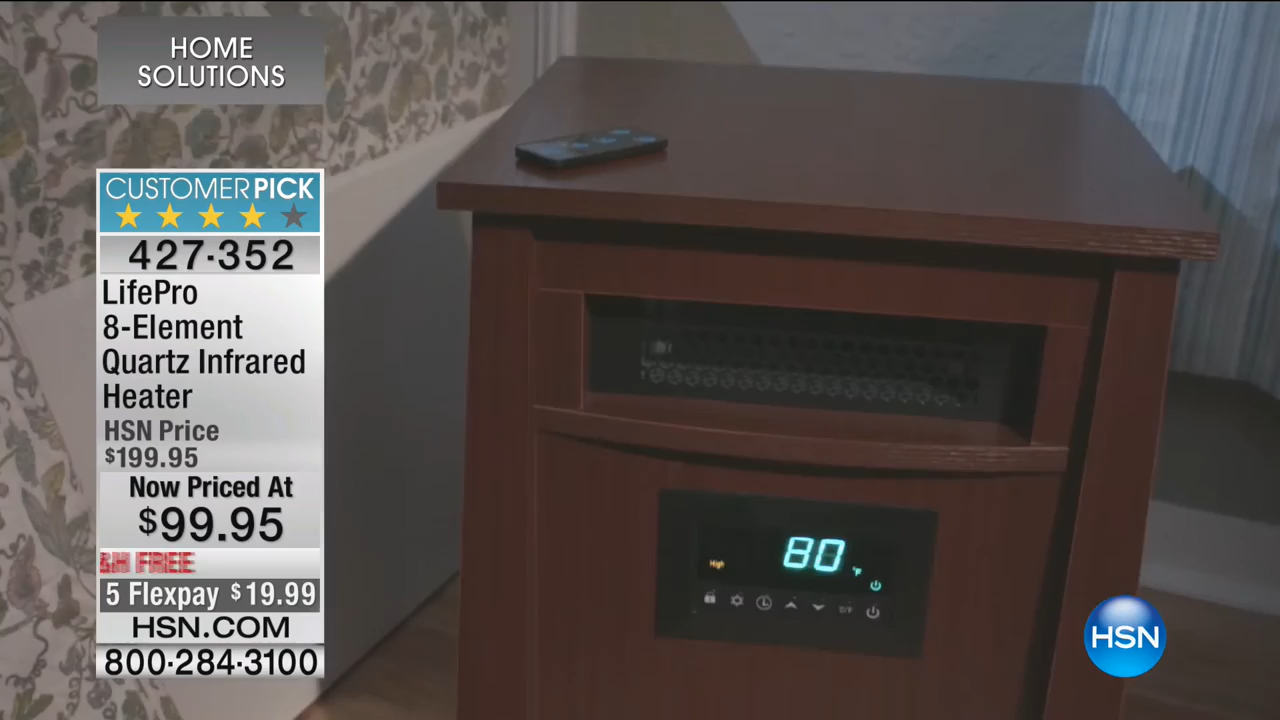 HOME
SOLUTIONS
CUSTOMER PICK
427·352
LifePro
8-Element
Quartz Infrared
Heater
HSN Price
$199.95
Now Priced At
$99.95
S&H FREE
5 Flexpay $19.99
HSN.COM
800·284·3100
High
80
°F
C/F
HSN